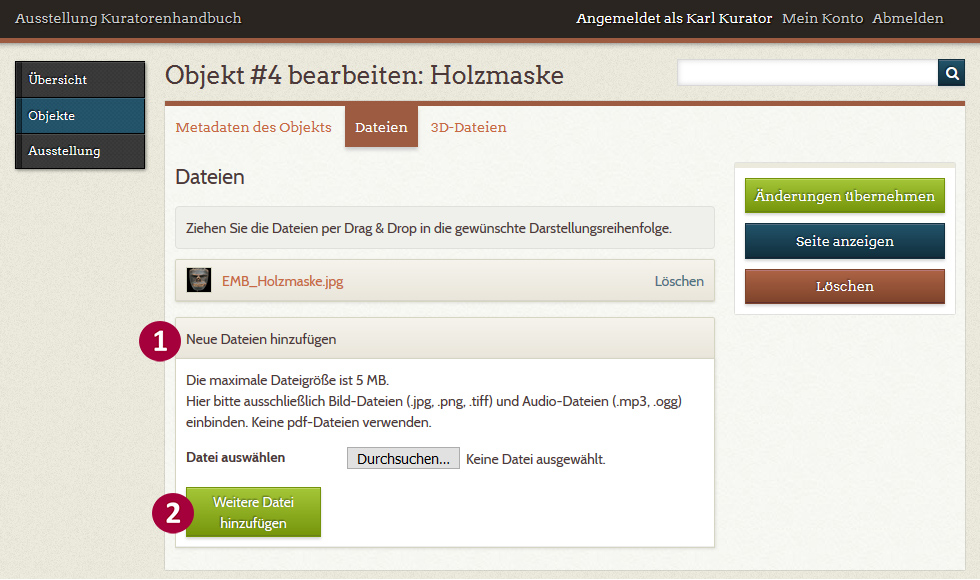 Ausstellung Kuratorenhandbuch
Angemeldet als Karl Kurator Mein Konto Abmelden
Übersicht
Objekte
Ausstellung
Objekt #4 bearbeiten: Holzmaske
Metadaten des Objekts Dateien 3D-Dateien
Dateien
Ziehen Sie die Dateien per Drag & Drop in die gewünschte Darstellungsreihenfolge.
EMB_Holzmaske.jpg Löschen
1 Neue Dateien hinzufügen
Die maximale Dateigröße ist 5 MB.
Hier bitte ausschließlich Bild-Dateien (.jpg, .png, .tiff) und Audio-Dateien (.mp3, .ogg)
einbinden. Keine pdf-Dateien verwenden.
Datei auswählen Durchsuchen... Keine Datei ausgewählt.
2 Weitere Datei
hinzufügen
Änderungen übernehmen
Seite anzeigen
Löschen